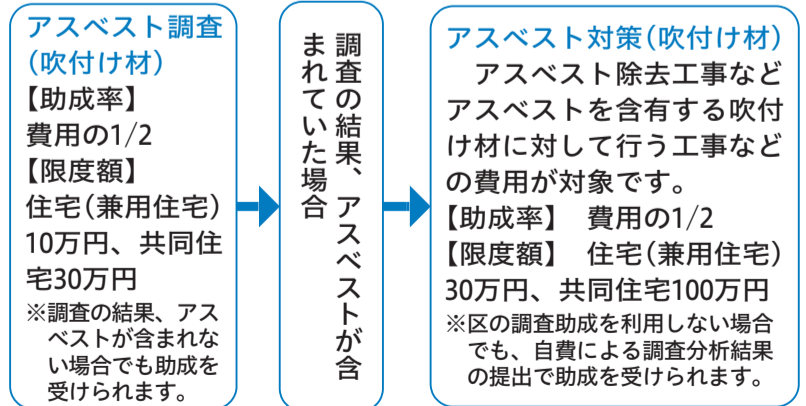 アスベスト調査
(吹付け材)
【助成率】
費用の1/2
【限度額】
住宅(兼用住宅)
10万円、共同住
宅30万円
※調査の結果、アス
ベストが含まれな
い場合でも助成を
受けられます。
調査の結果、アスベストが含
まれていた場合
アスベスト対策(吹付け材)
アスベスト除去工事など
アスベストを含有する吹付
け材に対して行う工事など
の費用が対象です。
【助成率】 費用の1/2
【限度額】 住宅(兼用住宅)
30万円、共同住宅100万円
※区の調査助成を利用しない場合
でも、自費による調査分析結果
の提出で助成を受けられます。